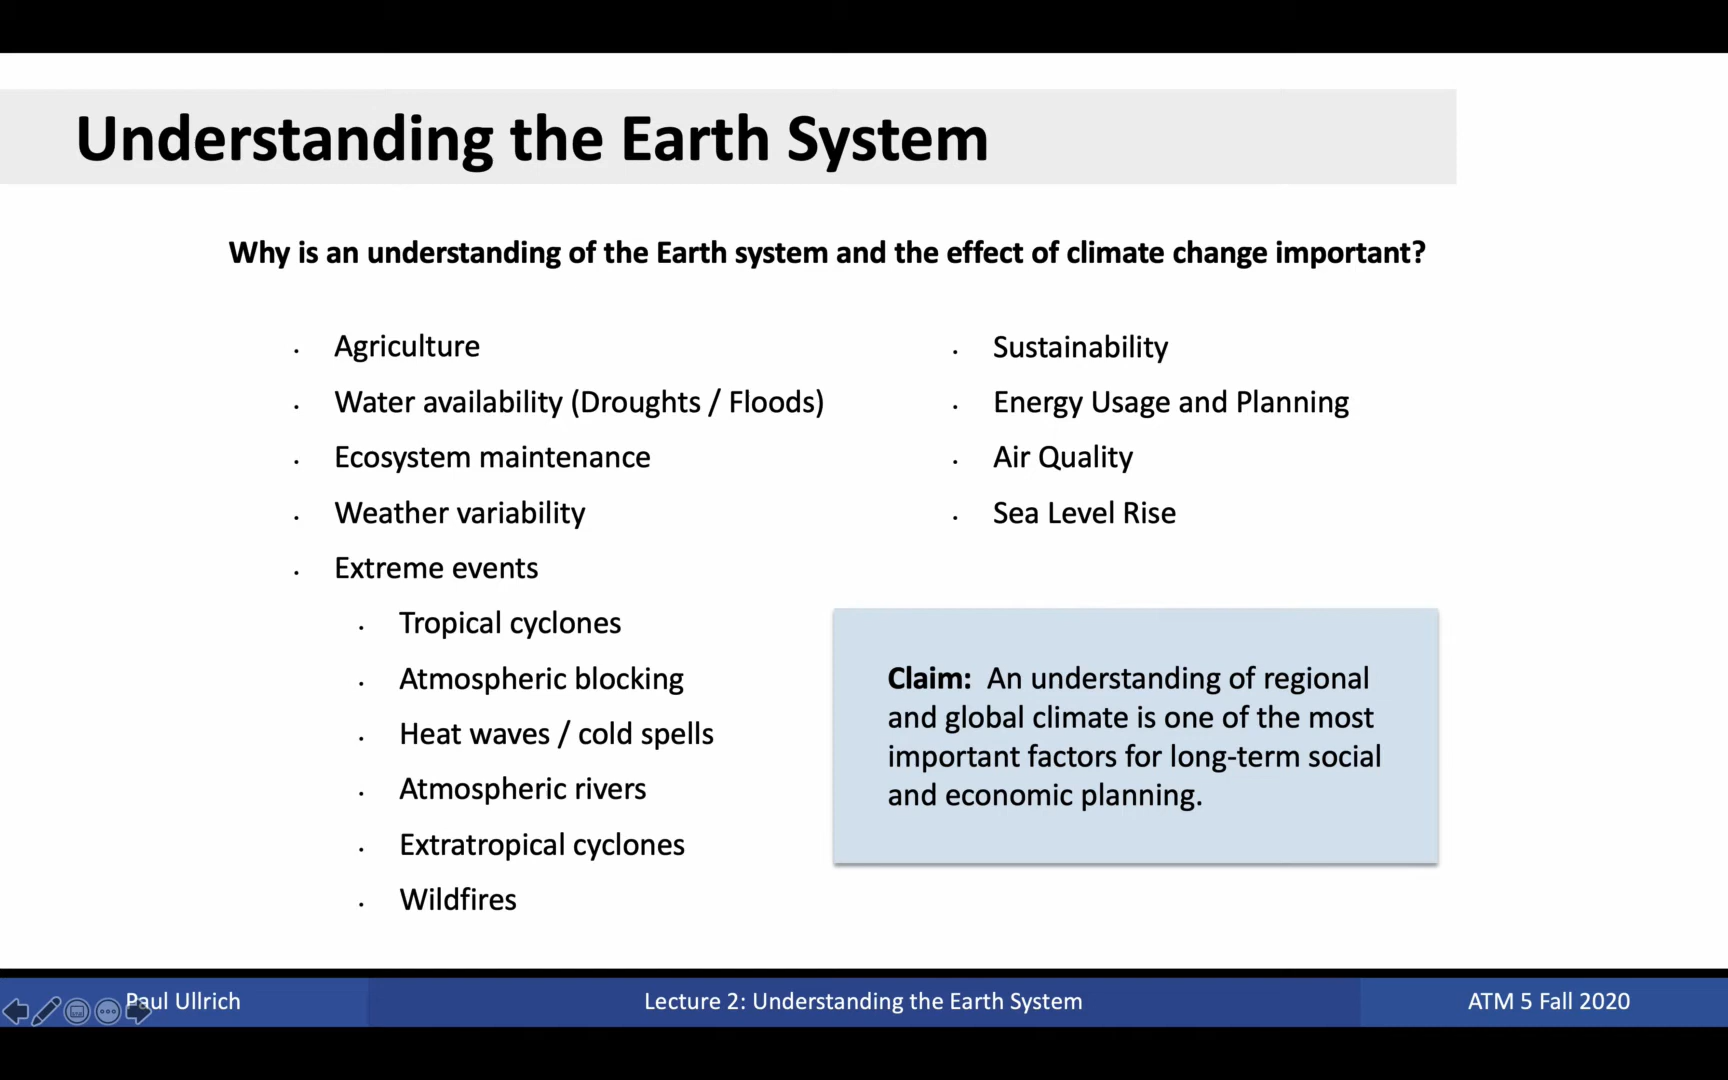 Understanding the Earth System
Why is an understanding of the Earth system and the effect of climate change important?
• Agriculture
• Water availability (Droughts / Floods)
• Ecosystem maintenance
• Weather variability
• Extreme events
• Tropical cyclones
• Atmospheric blocking
• Heat waves / cold spells
• Atmospheric rivers
• Extratropical cyclones
• Wildfires
• Sustainability
• Energy Usage and Planning
• Air Quality
• Sea Level Rise
Claim: An understanding of regional
and global climate is one of the most
important factors for long-term social
and economic planning.
Paul Ullrich
Lecture 2: Understanding the Earth System
ATM 5 Fall 2020